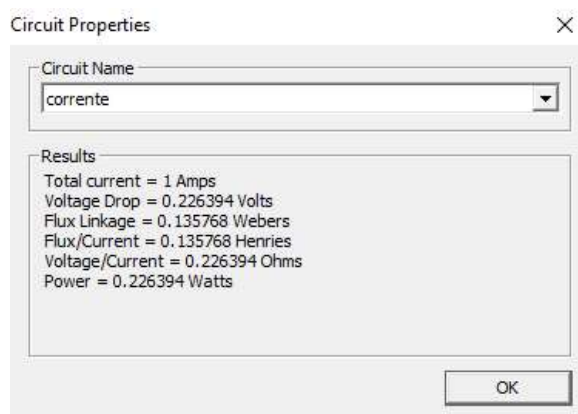 Circuit Properties
Circuit Name
corrente
Results
Total current = 1 Amps
Voltage Drop = 0.226394 Volts
Flux Linkage = 0.135768 Webers
Flux/Current = 0.135768 Henries
Voltage/Current = 0.226394 Ohms
Power = 0.226394 Watts
OK